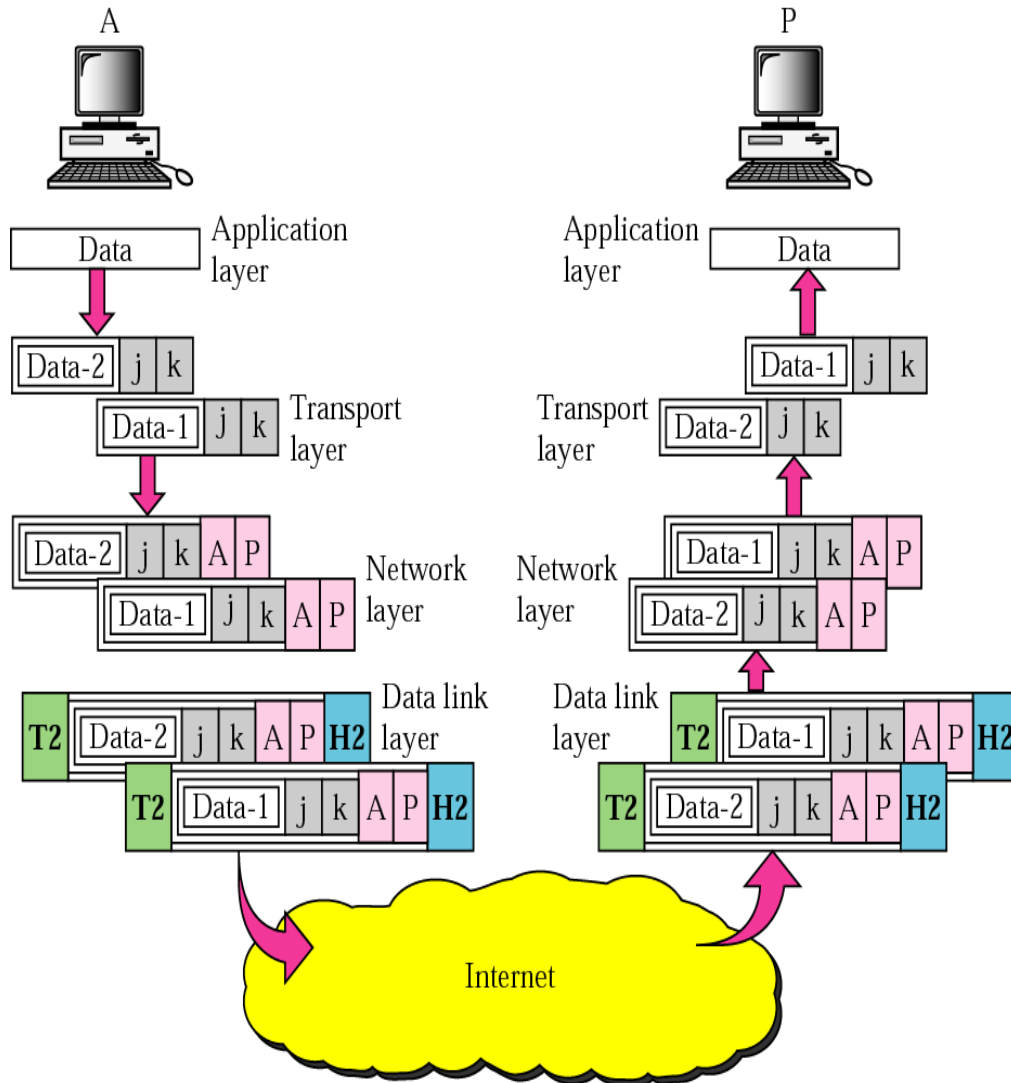 A P
Data Application layer
Application layer Data
Data-2 j k
Data-1 j k
Data-1 j k Transport layer
Transport layer Data-2 j k
Data-2 j k A P
Data-1 j k A P
Data-1 j k A P Network layer
Network layer Data-2 j k A P
T2 Data-2 j k A P H2 Data link layer
Data link layer T2 Data-1 j k A P H2
T2 Data-1 j k A P H2
T2 Data-2 j k A P H2
Internet